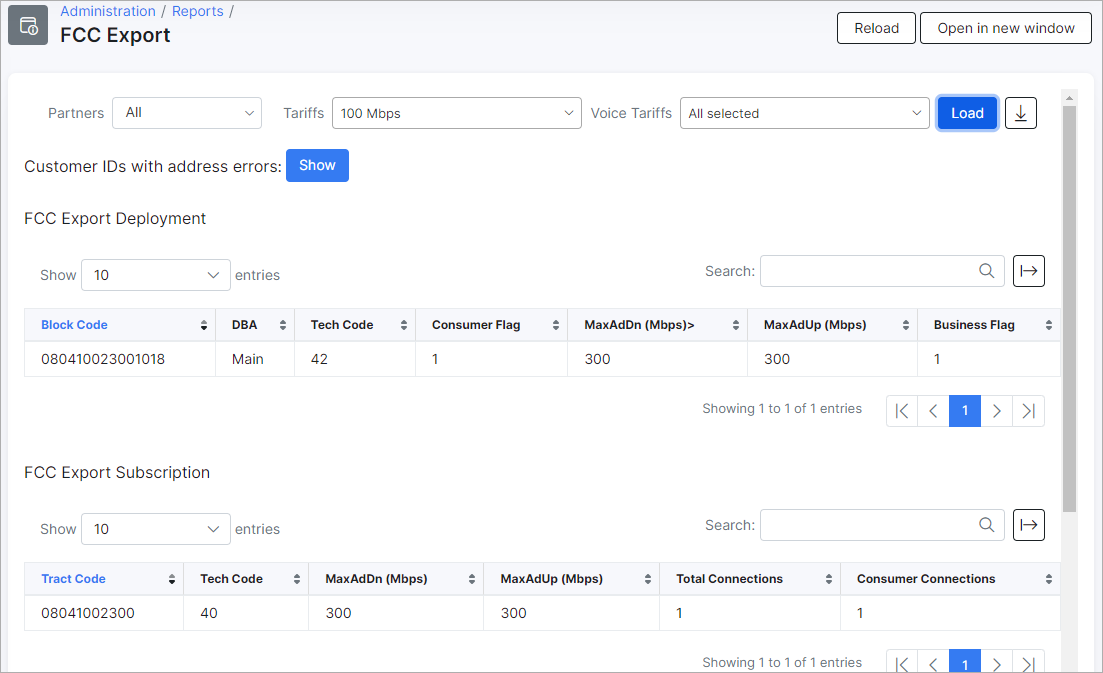 Administration / Reports /
FCC Export
Reload
Open in new window
Partners All Tariffs 100 Mbps Voice Tariffs All selected Load
Customer IDs with address errors: Show
FCC Export Deployment
Show 10 entries Search:
Block Code DBA Tech Code Consumer Flag MaxAdDn (Mbps)> MaxAdUp (Mbps) Business Flag
080410023001018 Main 42 1 300 300 1
Showing 1 to 1 of 1 entries 1
FCC Export Subscription
Show 10 entries Search:
Tract Code Tech Code MaxAdDn (Mbps) MaxAdUp (Mbps) Total Connections Consumer Connections
08041002300 40 300 300 1 1
Showing 1 to 1 of 1 entries 1